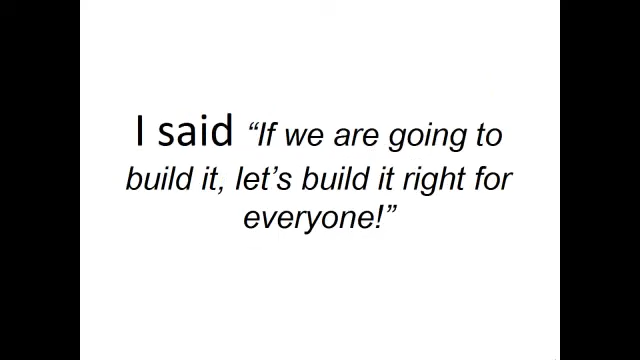 I said “If we are going to
build it, let’s build it right for
everyone!”